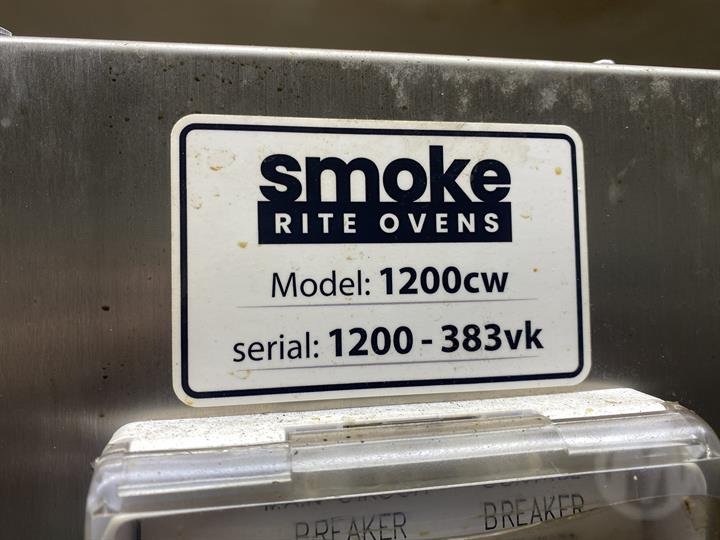 smoke
RITE OVENS
Model: 1200cw
serial: 1200 - 383vk
BREAKER BREAKER